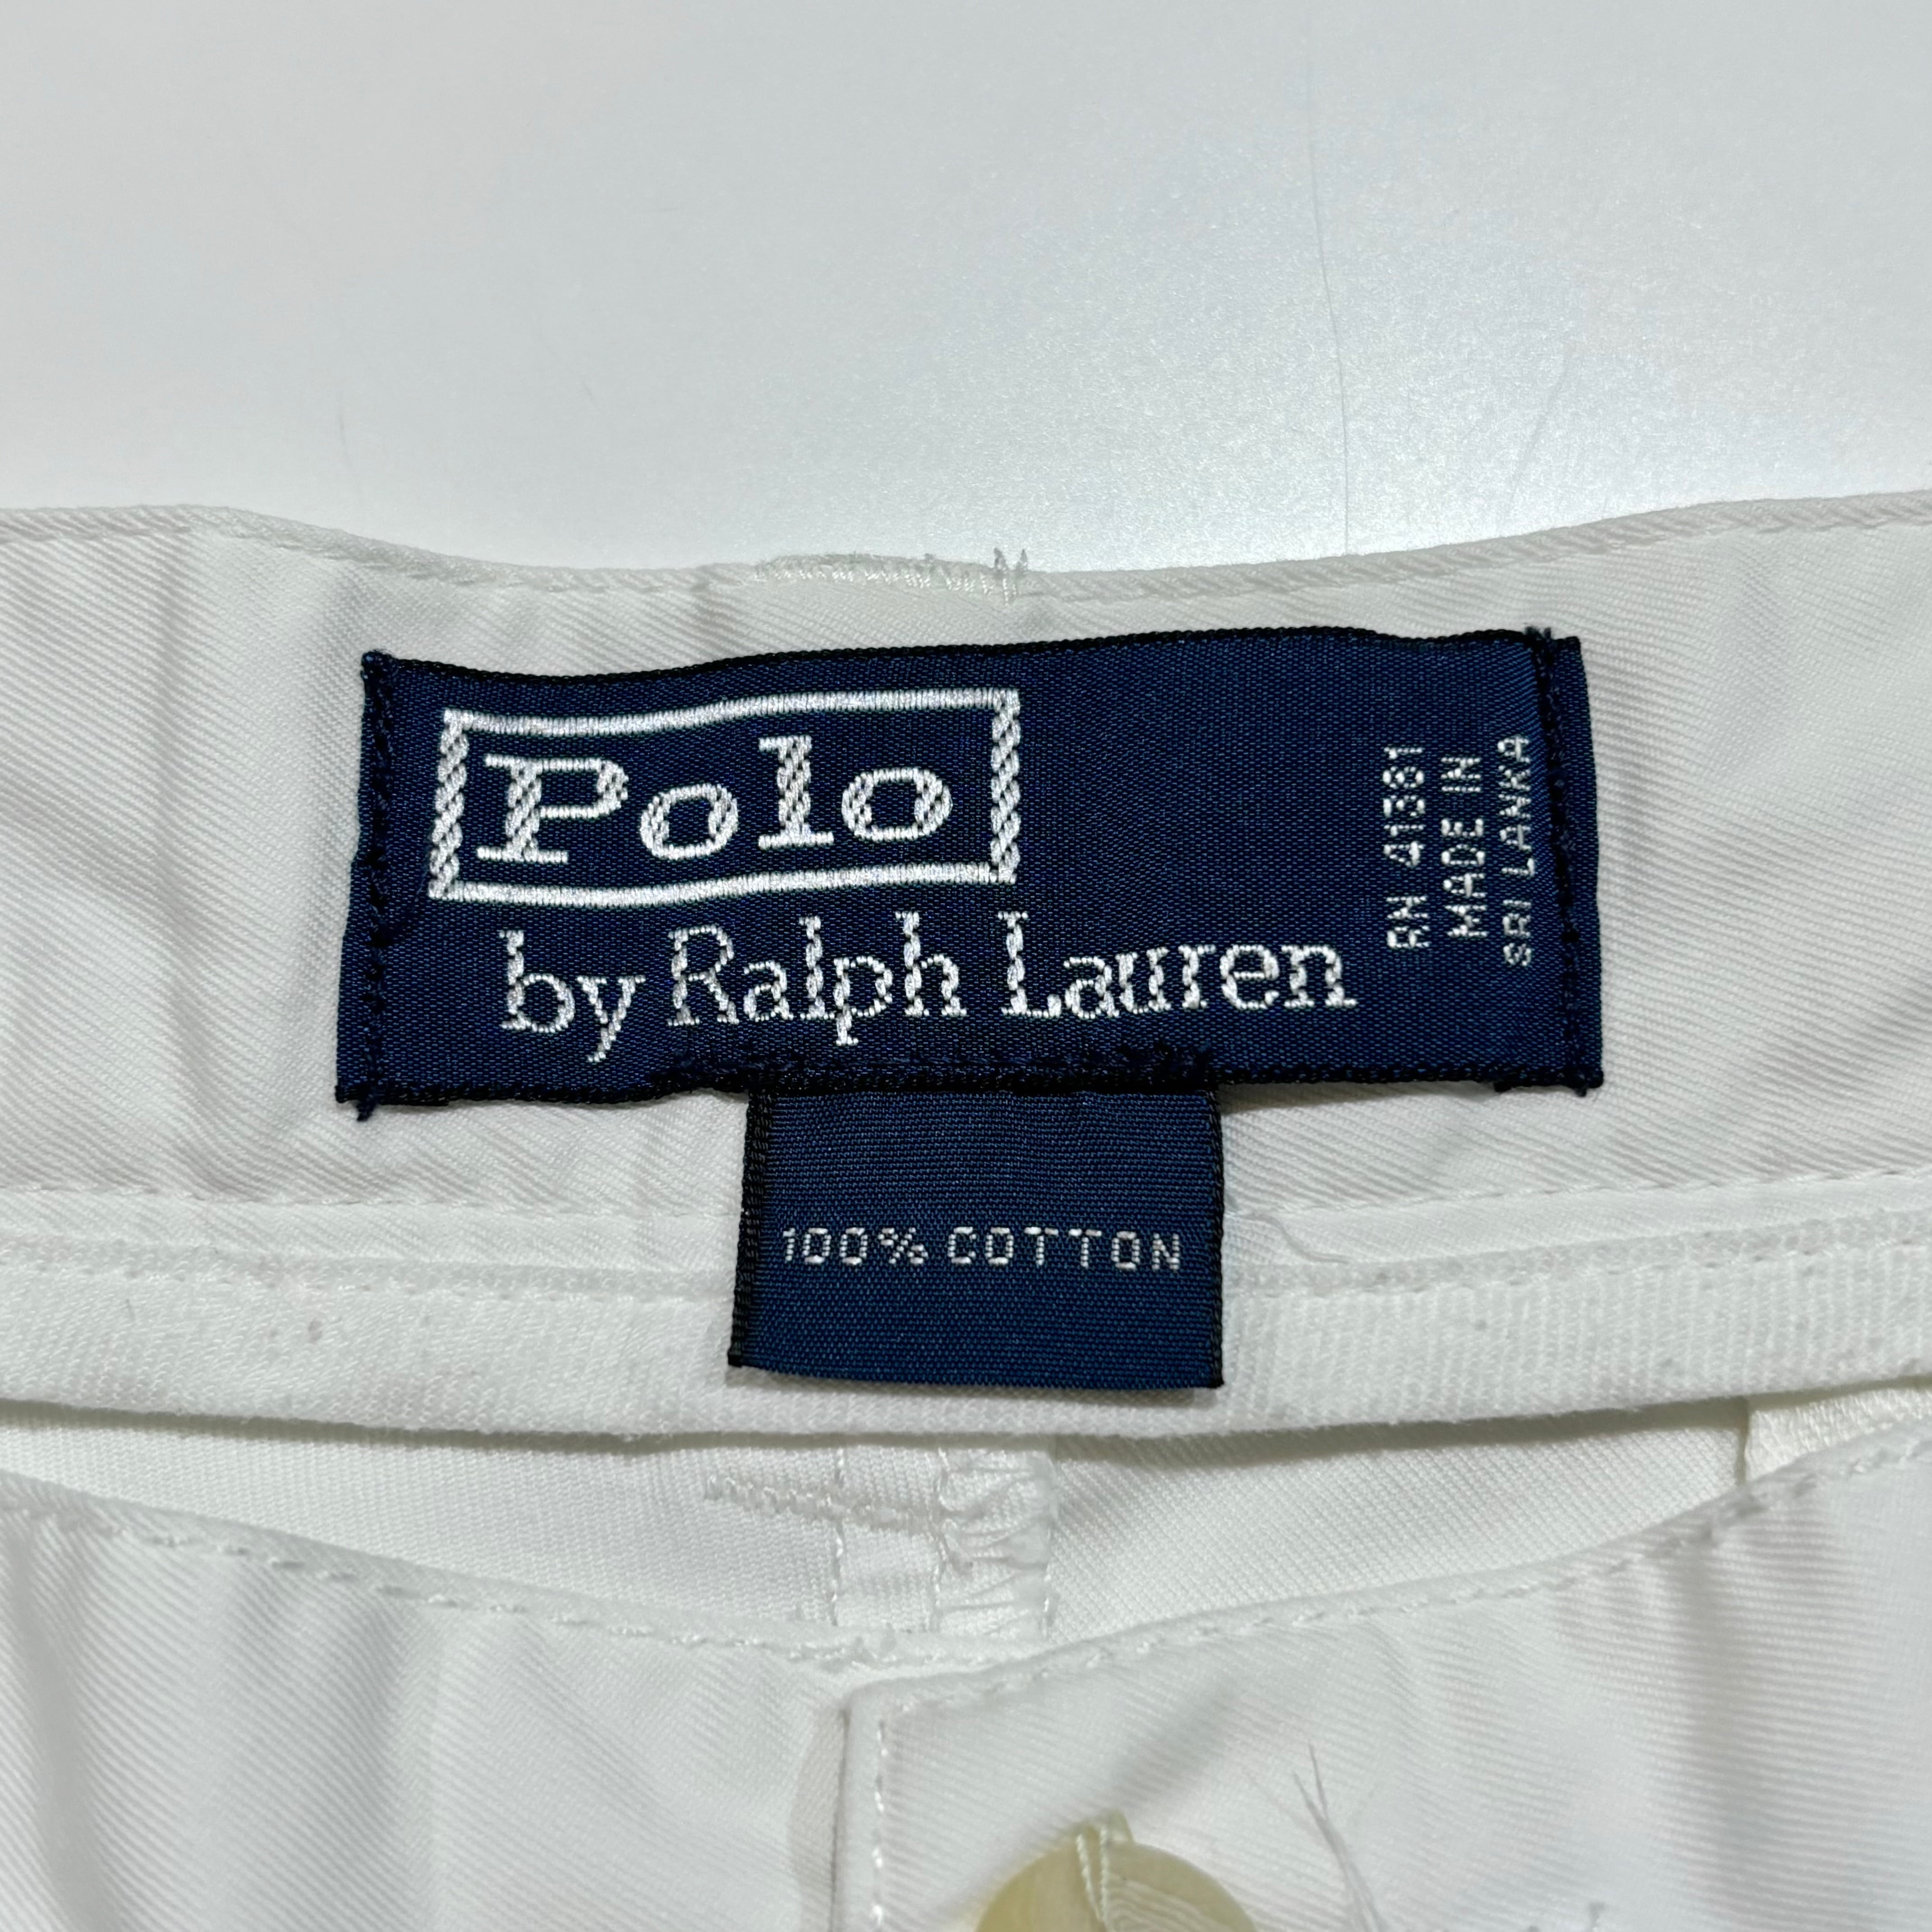 Polo
by Ralph Lauren
RN 41381
MADE IN
SRI LANKA
100% COTTON